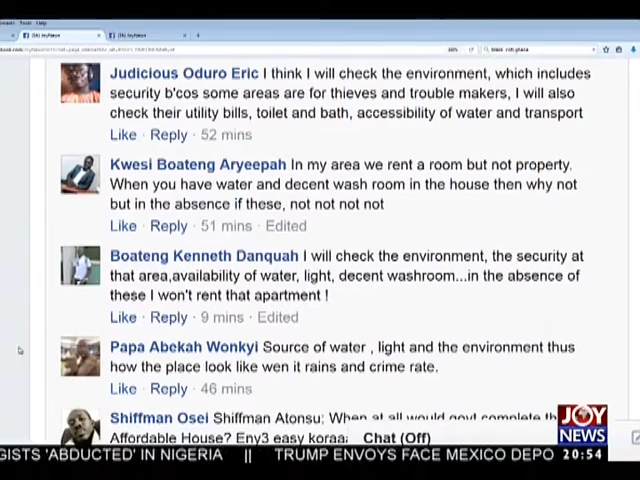 Tools Help
Judicious Oduro Eric I think I will check the environment, which includes
security b'cos some areas are for thieves and trouble makers, I will also
check their utility bills, toilet and bath, accessibility of water and transport
Like · Reply · 52 mins
Kwesi Boateng Aryeepah In my area we rent a room but not property.
When you have water and decent wash room in the house then why not
but in the absence if these, not not not not
Like · Reply · 51 mins · Edited
Boateng Kenneth Danquah I will check the environment, the security at
that area,availability of water, light, decent washroom...in the absence of
these I won't rent that apartment !
Like · Reply · 9 mins · Edited
Papa Abekah Wonkyi Source of water , light and the environment thus
how the place look like wen it rains and crime rate.
Like · Reply · 46 mins
Shiffman Osei Shiffman Atonsu; When at all would govt complete
Affordable House? Eny3 easy koraa
Chat (Off)
JOY
NEWS
GISTS 'ABDUCTED' IN NIGERIA || TRUMP ENVOYS FACE MEXICO DEPO
20:54